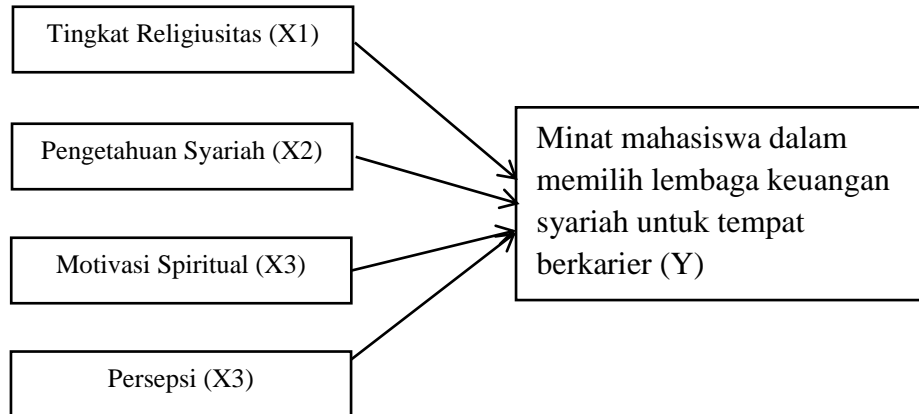 Tingkat Religiusitas (X1)
Pengetahuan Syariah (X2)
Motivasi Spiritual (X3)
Persepsi (X3)
Minat mahasiswa dalam
memilih lembaga keuangan
syariah untuk tempat
berkarier (Y)